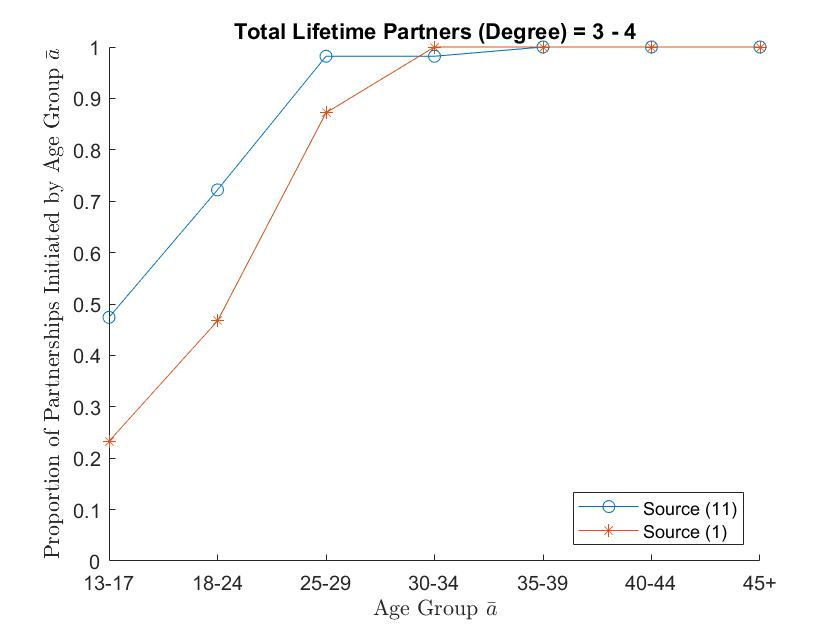 Total Lifetime Partners (Degree) = 3 - 4
Proportion of Partnerships Initiated by Age Group ā
1
0.9
0.8
0.7
0.6
0.5
0.4
0.3
0.2
0.1
0
Source (11)
Source (1)
13-17 18-24 25-29 30-34 35-39 40-44 45+
Age Group ā